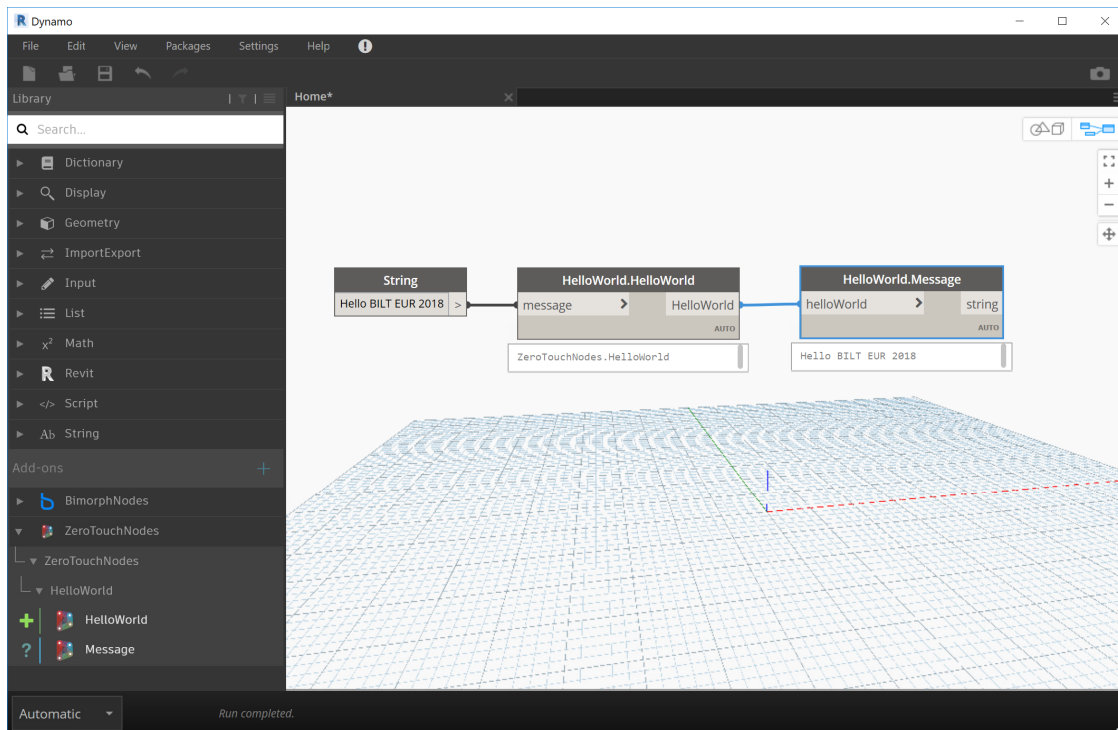 R Dynamo
File Edit View Packages Settings Help
Library
Home*
Search...
Dictionary
Display
Geometry
ImportExport
Input
List
x² Math
R Revit
</> Script
Ab String
Add-ons
BimorphNodes
ZeroTouchNodes
ZeroTouchNodes
HelloWorld
HelloWorld
? Message
String
Hello BILT EUR 2018 >
HelloWorld.HelloWorld
message > HelloWorld
AUTO
ZeroTouchNodes.HelloWorld
HelloWorld.Message
helloWorld > string
AUTO
Hello BILT EUR 2018
Automatic
Run completed.